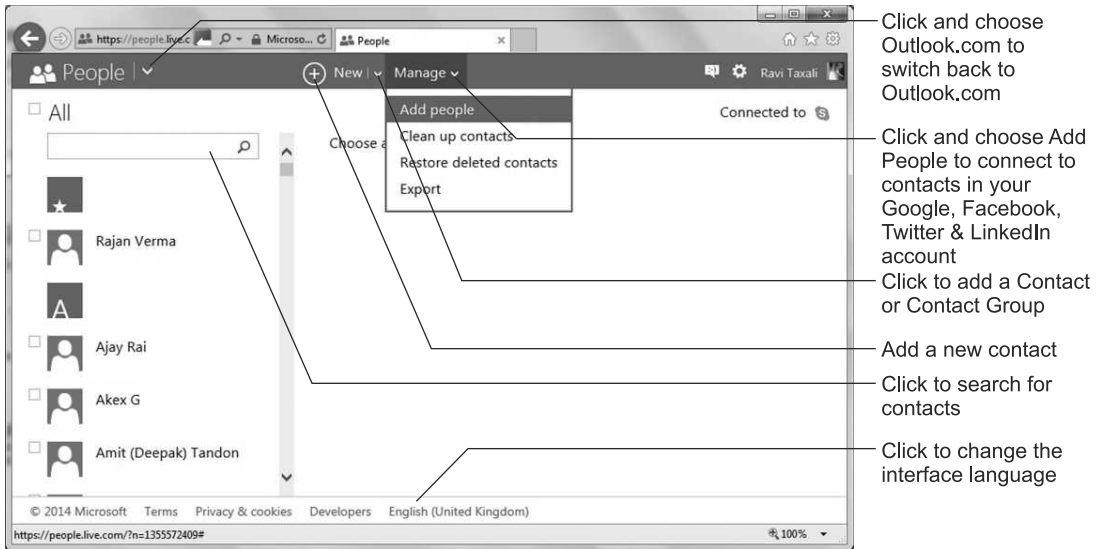 https://people.live.c
Microso...
People
People
New
Manage
Ravi Taxali
All
Add people
Clean up contacts
Restore deleted contacts
Export
Choose a
Connected to
Rajan Verma
A
Ajay Rai
Akex G
Amit (Deepak) Tandon
© 2014 Microsoft Terms Privacy & cookies Developers English (United Kingdom)
https://people.live.com/?n=1355572409#
100%
Click and choose
Outlook.com to
switch back to
Outlook.com
Click and choose Add
People to connect to
contacts in your
Google, Facebook,
Twitter & LinkedIn
account
Click to add a Contact
or Contact Group
Add a new contact
Click to search for
contacts
Click to change the
interface language